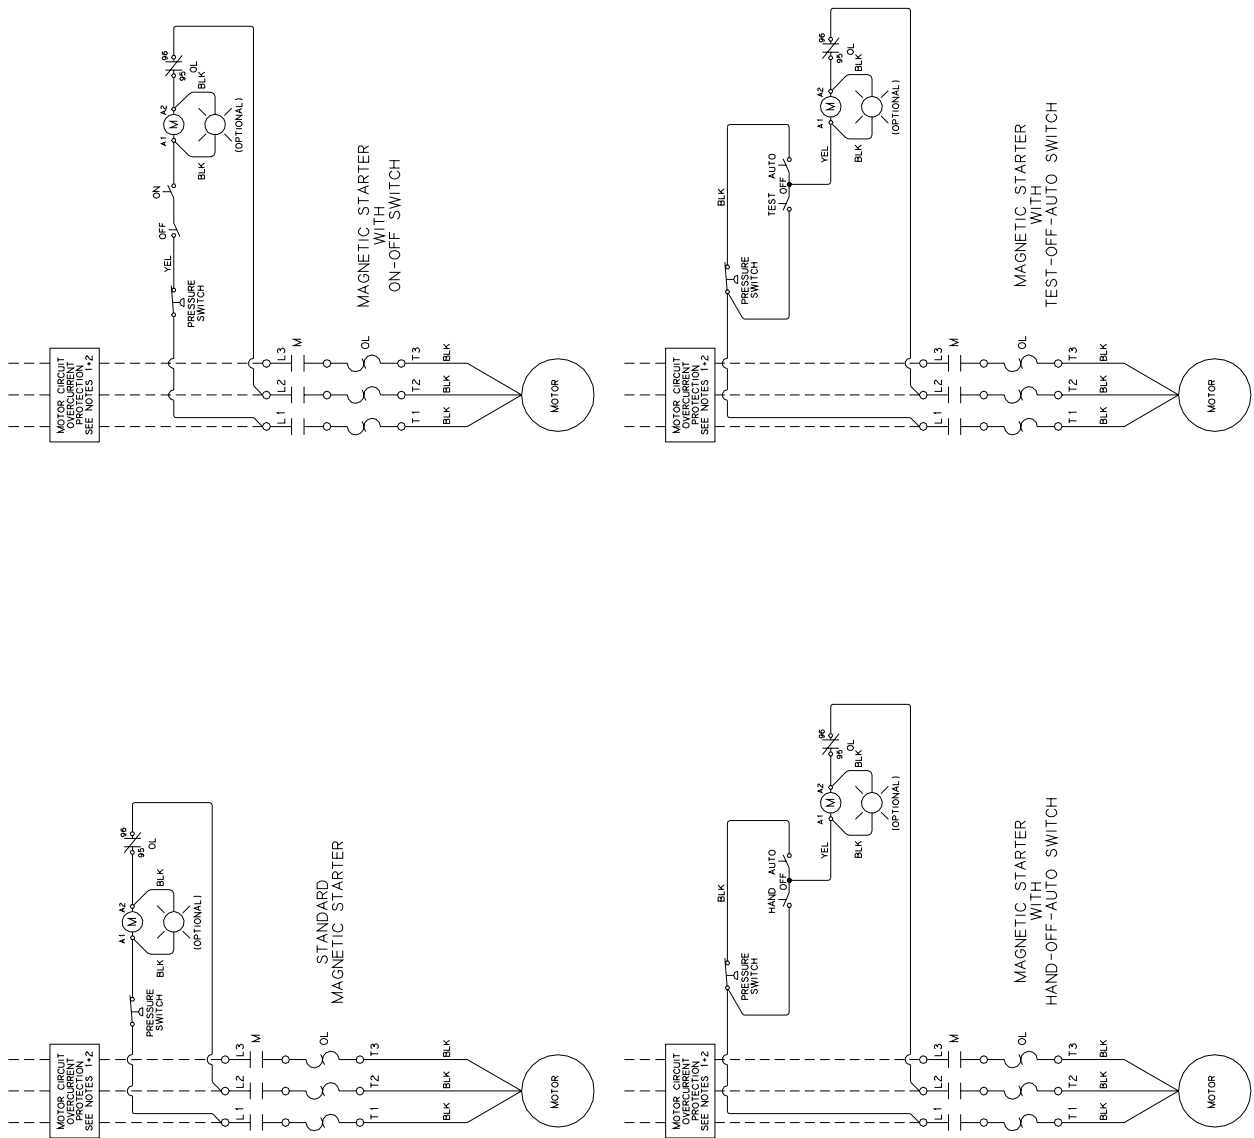 MOTOR CIRCUIT
OVERCURRENT
PROTECTION
SEE NOTES 1+2
L1
L2
L3
M
OL
T1
T2
T3
BLK
BLK
BLK
MOTOR
PRESSURE
SWITCH
A1
M
A2
BLK
BLK
(OPTIONAL)
95
96
OL
STANDARD
MAGNETIC STARTER
MOTOR CIRCUIT
OVERCURRENT
PROTECTION
SEE NOTES 1+2
L1
L2
L3
M
OL
T1
T2
T3
BLK
BLK
BLK
MOTOR
PRESSURE
SWITCH
YEL
OFF
ON
A1
M
A2
BLK
BLK
(OPTIONAL)
95
96
OL
MAGNETIC STARTER
WITH
ON-OFF SWITCH
MOTOR CIRCUIT
OVERCURRENT
PROTECTION
SEE NOTES 1+2
L1
L2
L3
M
OL
T1
T2
T3
BLK
BLK
BLK
MOTOR
PRESSURE
SWITCH
BLK
HAND
OFF
AUTO
YEL
A1
M
A2
BLK
BLK
(OPTIONAL)
95
96
OL
MAGNETIC STARTER
WITH
HAND-OFF-AUTO SWITCH
MOTOR CIRCUIT
OVERCURRENT
PROTECTION
SEE NOTES 1+2
L1
L2
L3
M
OL
T1
T2
T3
BLK
BLK
BLK
MOTOR
PRESSURE
SWITCH
BLK
TEST
OFF
AUTO
YEL
A1
M
A2
BLK
BLK
(OPTIONAL)
95
96
OL
MAGNETIC STARTER
WITH
TEST-OFF-AUTO SWITCH